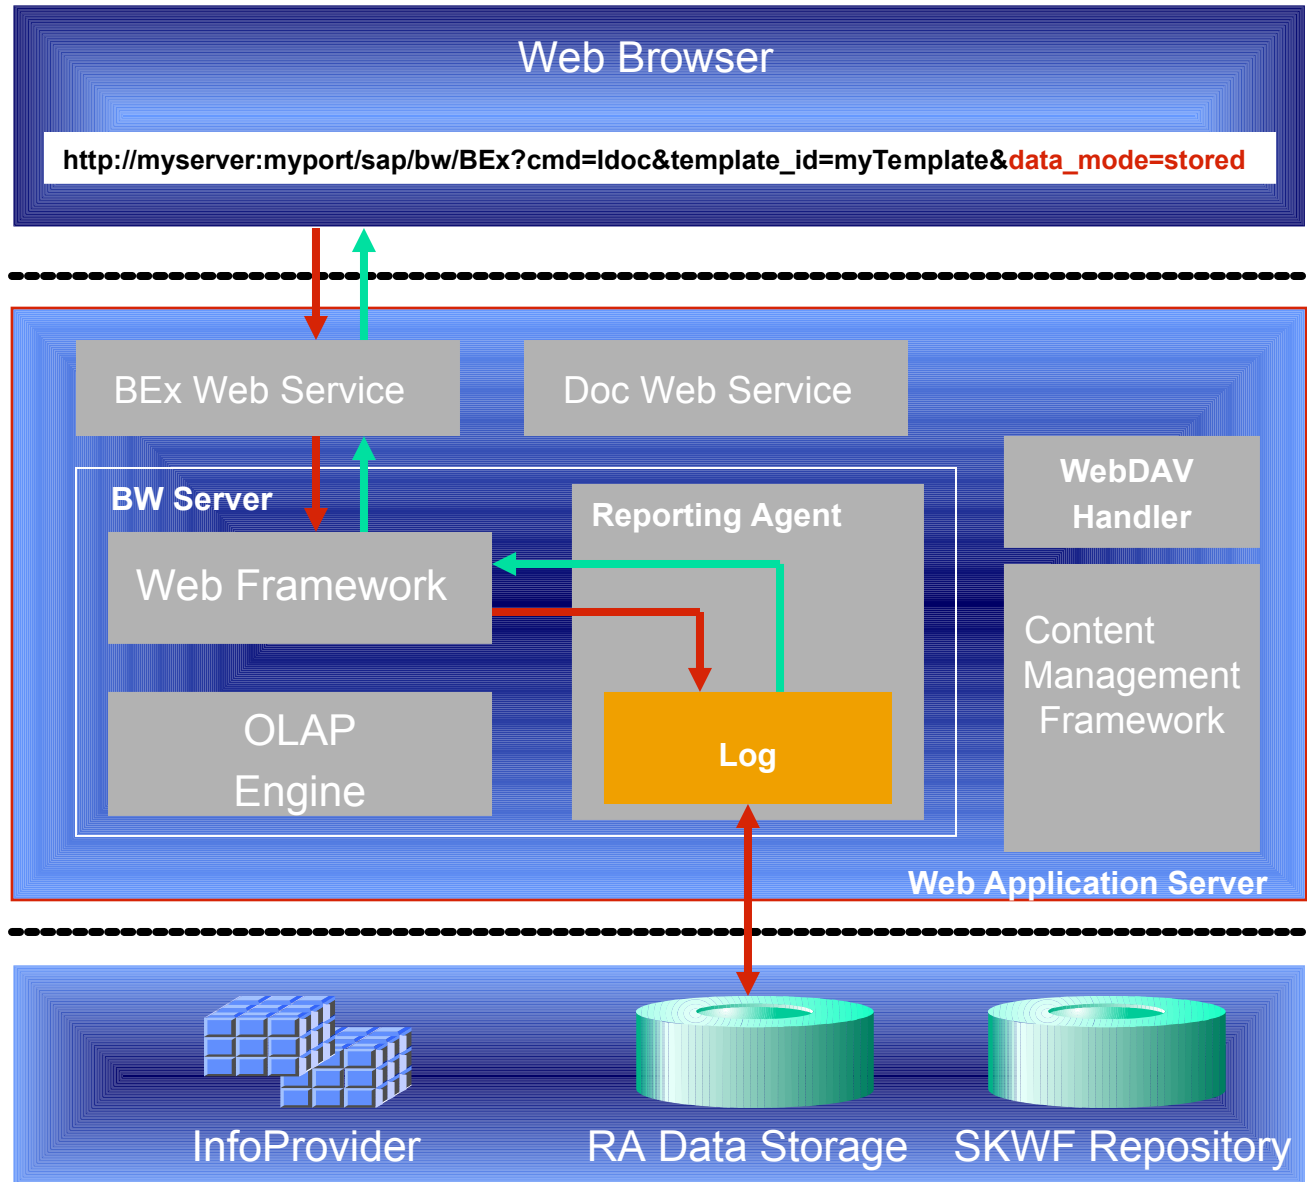 Web Browser
http://myserver:myport/sap/bw/BEx?cmd=ldoc&template_id=myTemplate&data_mode=stored
BEx Web Service
Doc Web Service
WebDAV
Handler
BW Server
Reporting Agent
Web Framework
Content
Management
Framework
OLAP
Engine
Log
Web Application Server
InfoProvider
RA Data Storage
SKWF Repository